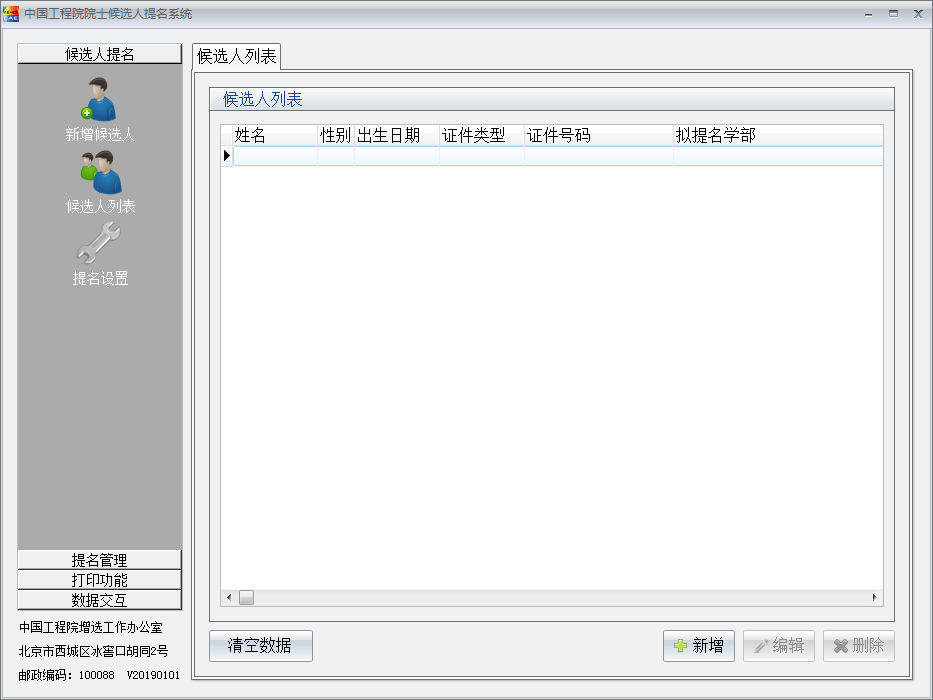 中国工程院院士候选人提名系统
候选人提名
新增候选人
候选人列表
提名设置
提名管理
打印功能
数据交互
中国工程院增选工作办公室
北京市西城区冰窖口胡同2号
邮政编码：100088 V20190101
候选人列表
候选人列表
姓名 性别 出生日期 证件类型 证件号码 拟提名学部
清空数据 新增 编辑 删除